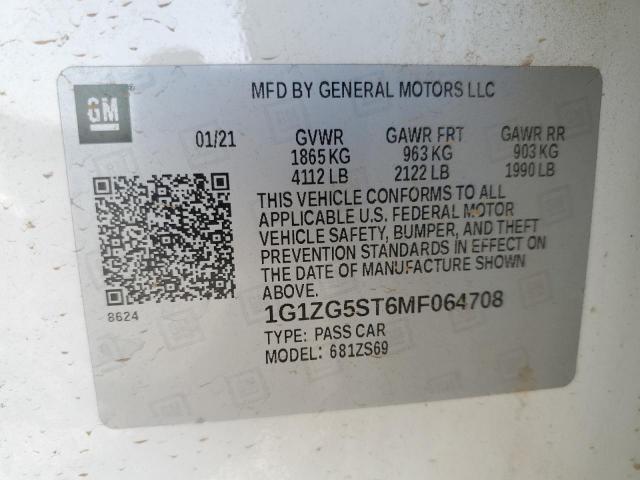 GM
MFD BY GENERAL MOTORS LLC
01/21 GVWR GAWR FRT GAWR RR
1865 KG 963 KG 903 KG
4112 LB 2122 LB 1990 LB
THIS VEHICLE CONFORMS TO ALL
APPLICABLE U.S. FEDERAL MOTOR
VEHICLE SAFETY, BUMPER, AND THEFT
PREVENTION STANDARDS IN EFFECT ON
THE DATE OF MANUFACTURE SHOWN
ABOVE.
8624
1G1ZG5ST6MF064708
TYPE: PASS CAR
MODEL: 681ZS69